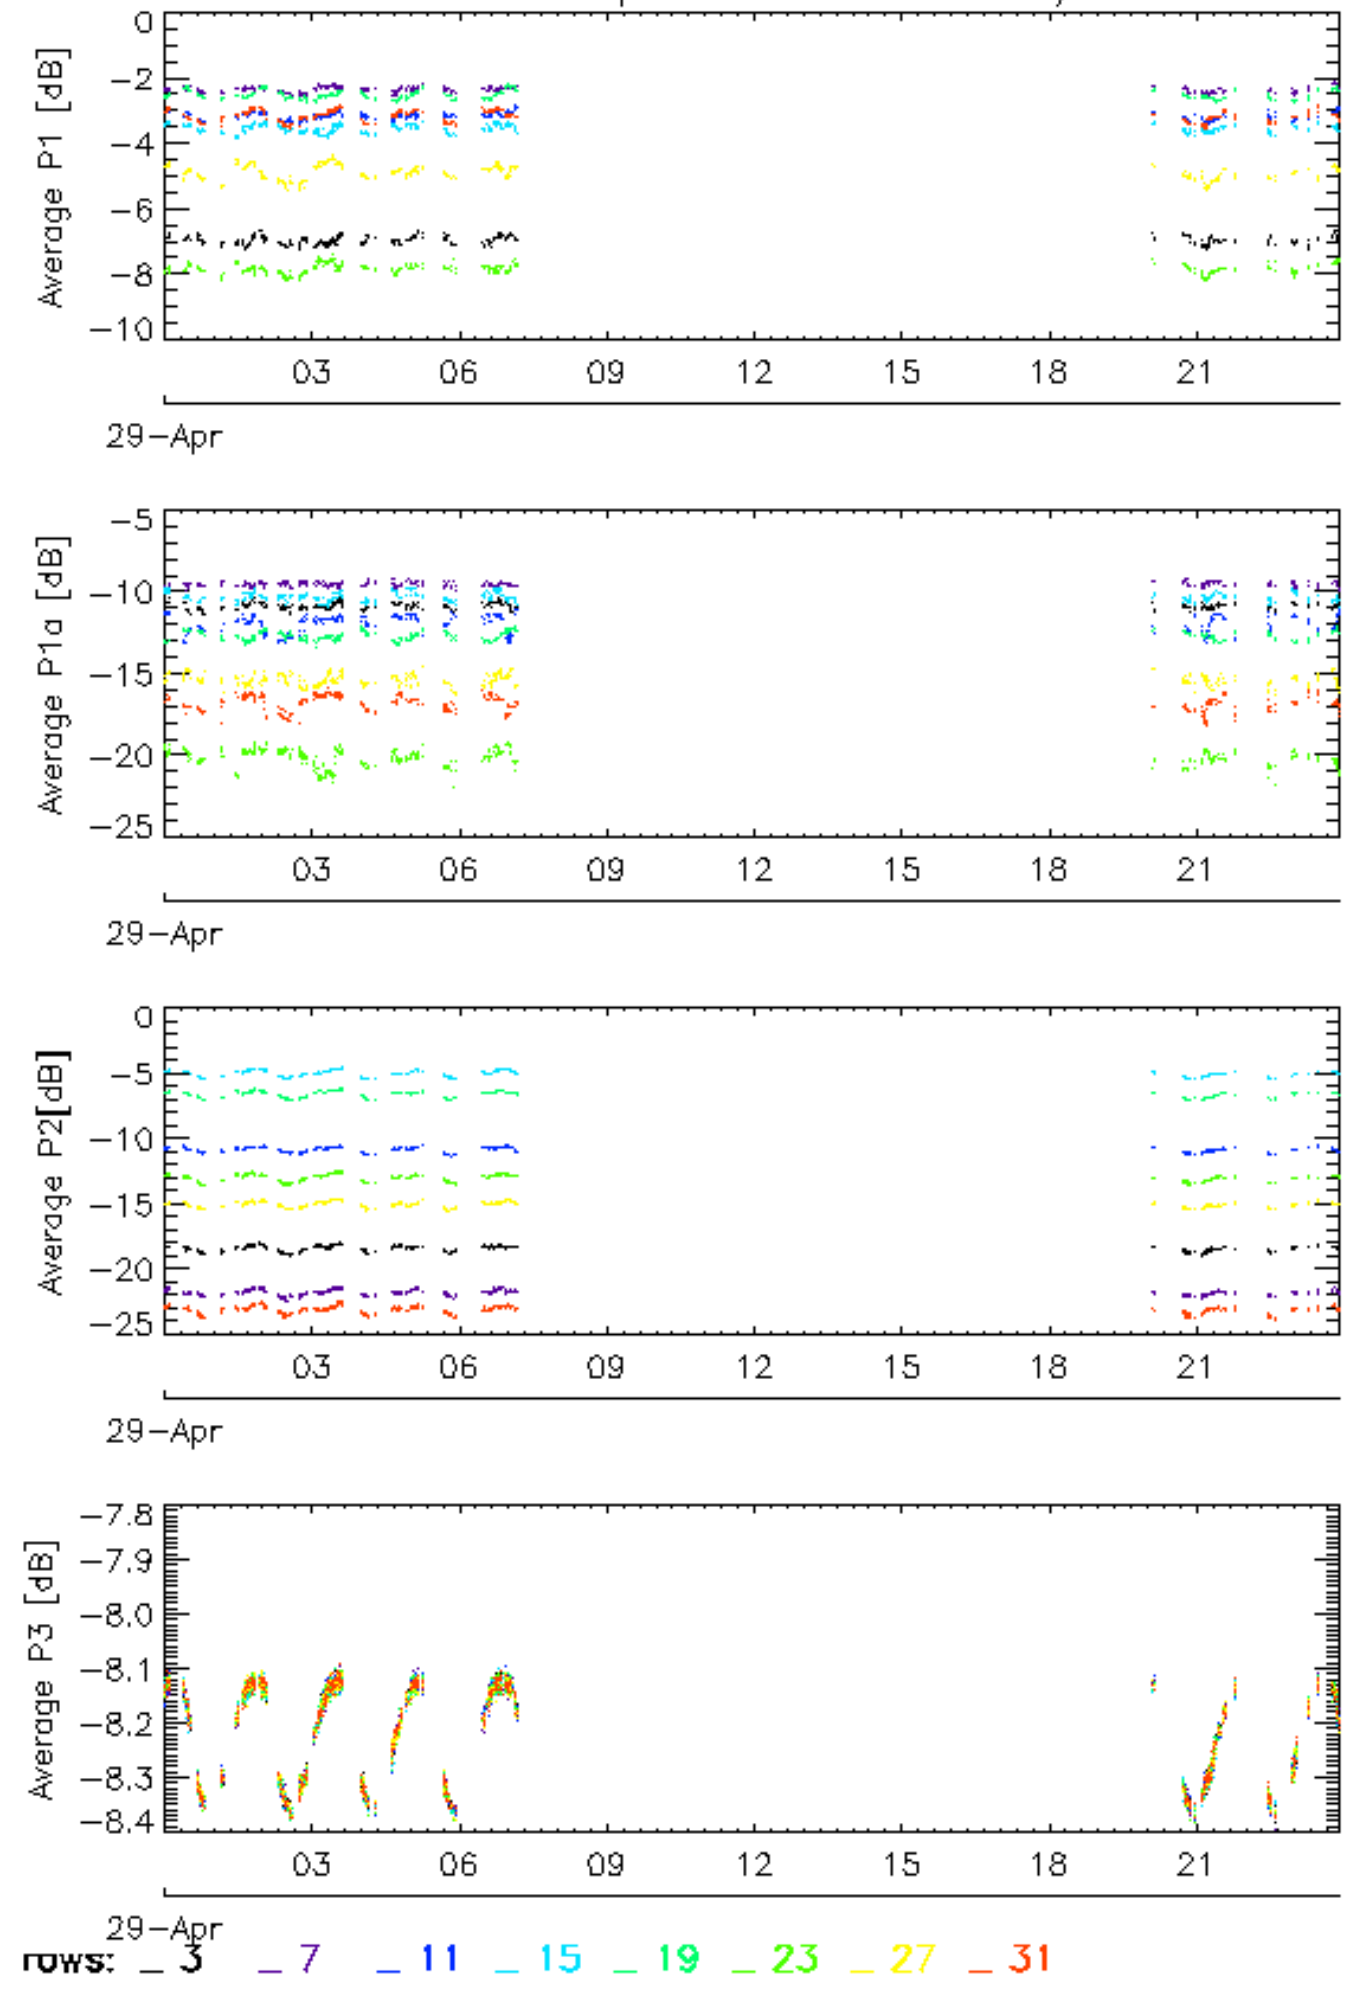 0
−2
−4
−6
−8
−10
Average P1 [dB]
03 06 09 12 15 18 21
29−Apr
−5
−10
−15
−20
−25
Average P1a [dB]
03 06 09 12 15 18 21
29−Apr
0
−5
−10
−15
−20
−25
Average P2[dB]
03 06 09 12 15 18 21
29−Apr
−7.8
−7.9
−8.0
−8.1
−8.2
−8.3
−8.4
Average P3 [dB]
03 06 09 12 15 18 21
29−Apr
rows: _ 3 _ 7 _ 11 _ 15 _ 19 _ 23 _ 27 _ 31